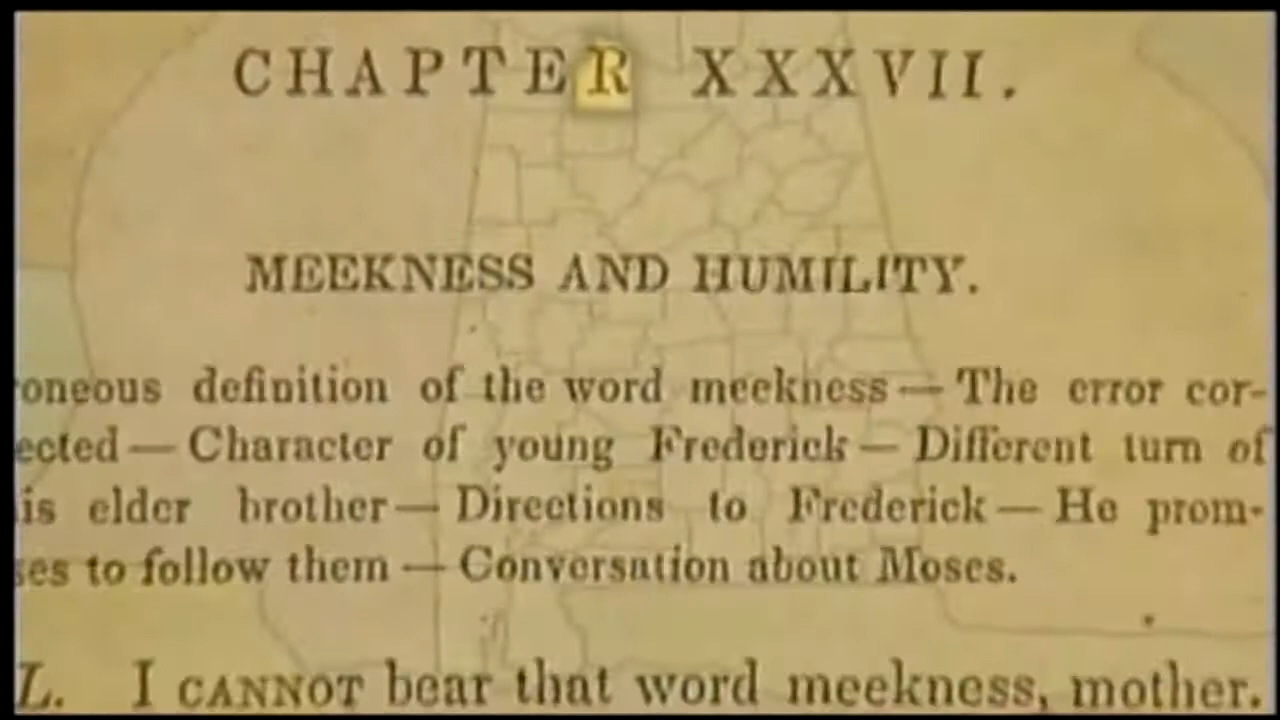 CHAPTER XXXVII.
MEEKNESS AND HUMILITY.
oneous definition of the word meekness — The error cor-
ected — Character of young Frederick — Different turn of
is elder brother — Directions to Frederick — He prom-
ses to follow them — Conversation about Moses.
L. I CANNOT bear that word meekness, mother.